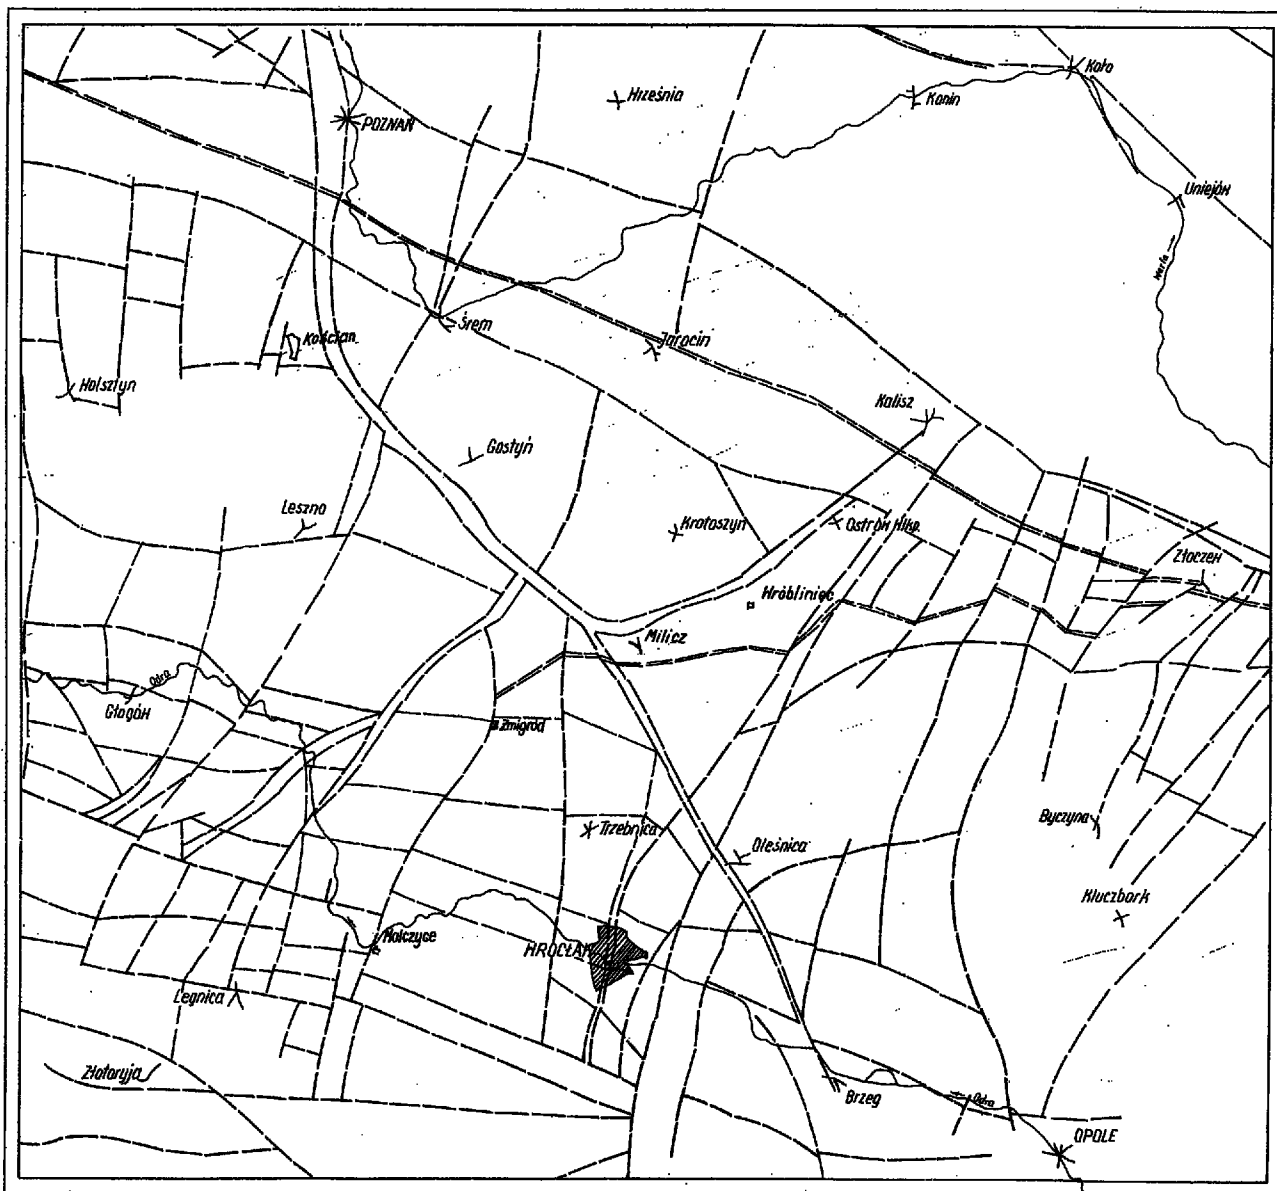 Koło
Września
Konin
POZNAŃ
Uniejów
Warta
Śrem
Kościan
Jarocin
Wolsztyn
Kalisz
Gostyń
Leszno
Krotoszyn
Ostrów Wlkp.
Złoczew
Wróbliniec
Milicz
Odra
Głogów
Żmigród
Trzebnica
Byczyna
Oleśnica
Kluczbork
Malczyce
WROCŁAW
Legnica
Złotoryja
Brzeg
Odra
OPOLE